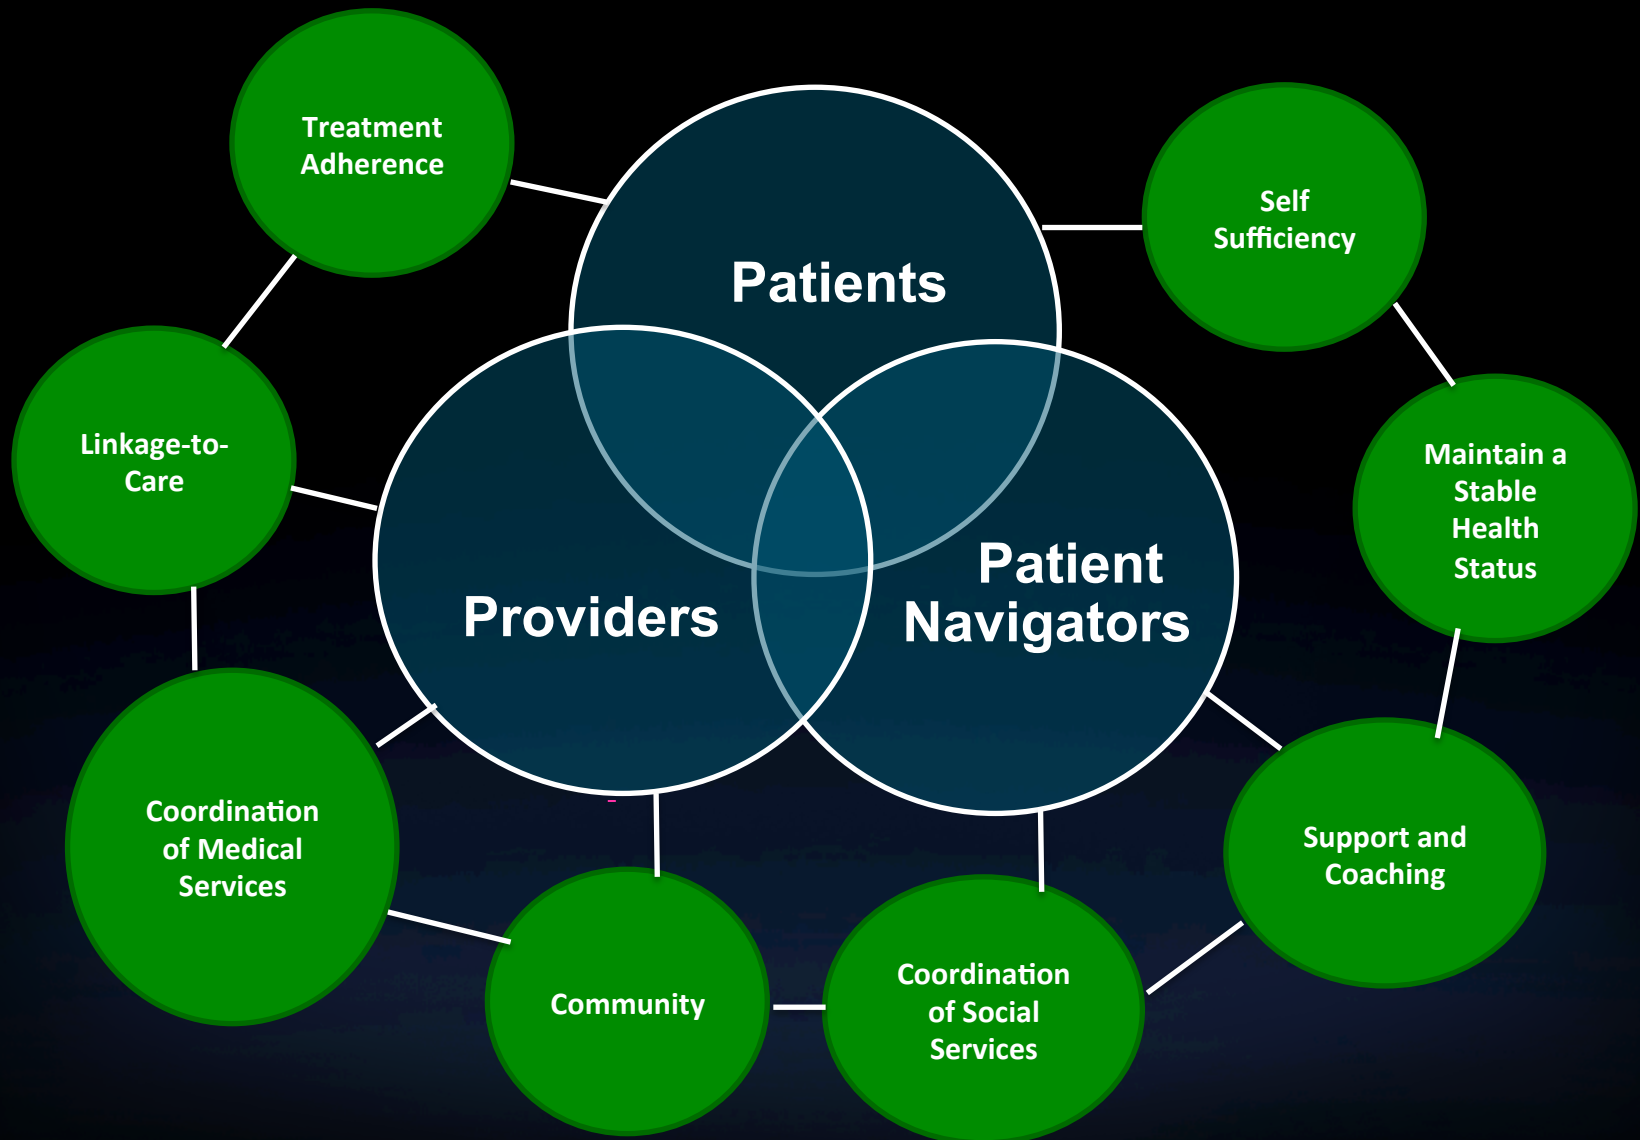 Treatment
Adherence
Self
Sufficiency
Patients
Linkage-to-
Care
Maintain a
Stable
Health
Status
Providers
Patient
Navigators
Coordination
of Medical
Services
Support and
Coaching
Community
Coordination
of Social
Services